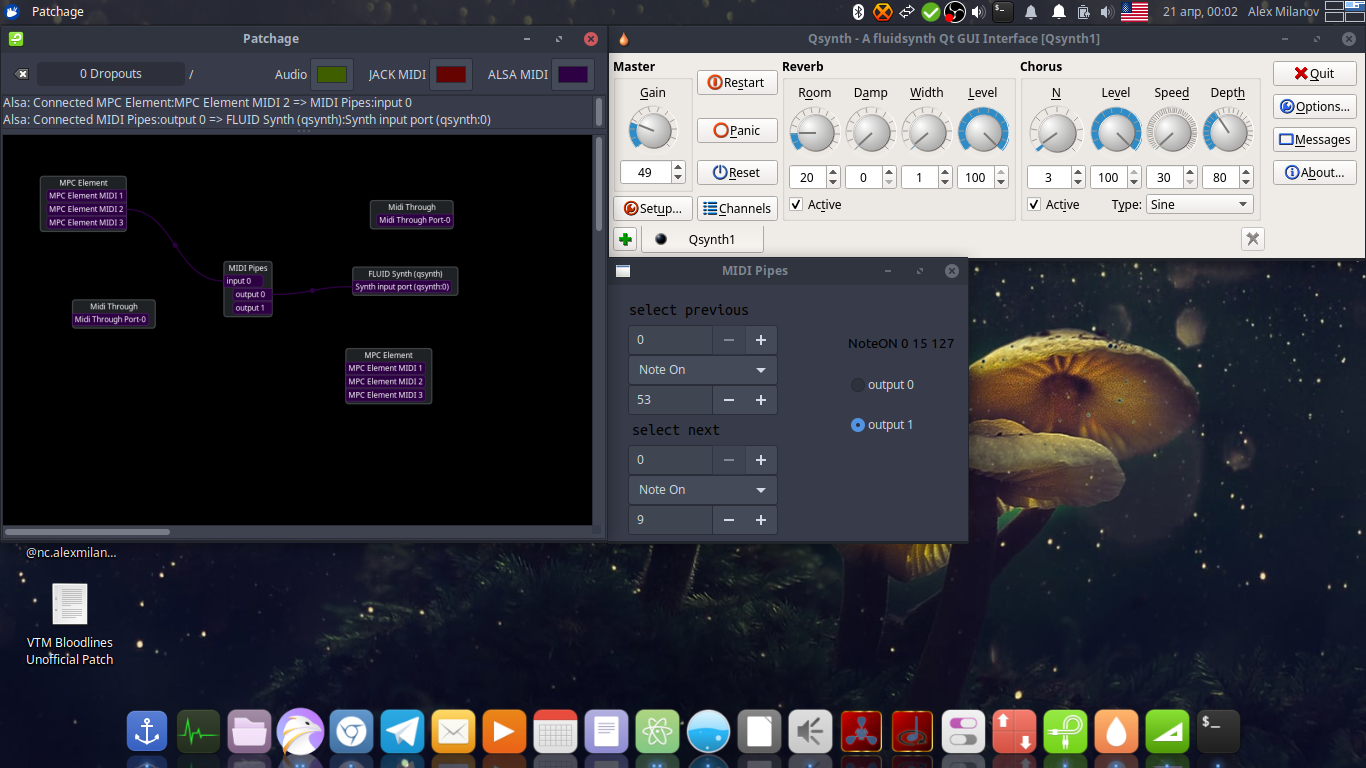 Patchage
21 апр, 00:02 Alex Milanov
Patchage
0 Dropouts / Audio JACK MIDI ALSA MIDI
Alsa: Connected MPC Element:MPC Element MIDI 2 => MIDI Pipes:input 0
Alsa: Connected MIDI Pipes:output 0 => FLUID Synth (qsynth):Synth input port (qsynth:0)
MPC Element
MPC Element MIDI 1
MPC Element MIDI 2
MPC Element MIDI 3
Midi Through
Midi Through Port-0
MIDI Pipes
input 0
output 0
output 1
FLUID Synth (qsynth)
Synth input port (qsynth:0)
Midi Through
Midi Through Port-0
MPC Element
MPC Element MIDI 1
MPC Element MIDI 2
MPC Element MIDI 3
Qsynth - A fluidsynth Qt GUI Interface [Qsynth1]
Master
Gain
49
Setup...
Restart
Panic
Reset
Channels
Reverb
Room Damp Width Level
20 0 1 100
Active
Chorus
N Level Speed Depth
3 100 30 80
Active Type: Sine
Quit
Options...
Messages
About...
Qsynth1
MIDI Pipes
select previous
0
Note On
53
select next
0
Note On
9
NoteON 0 15 127
output 0
output 1
@nc.alexmilan...
VTM Bloodlines
Unofficial Patch
$_